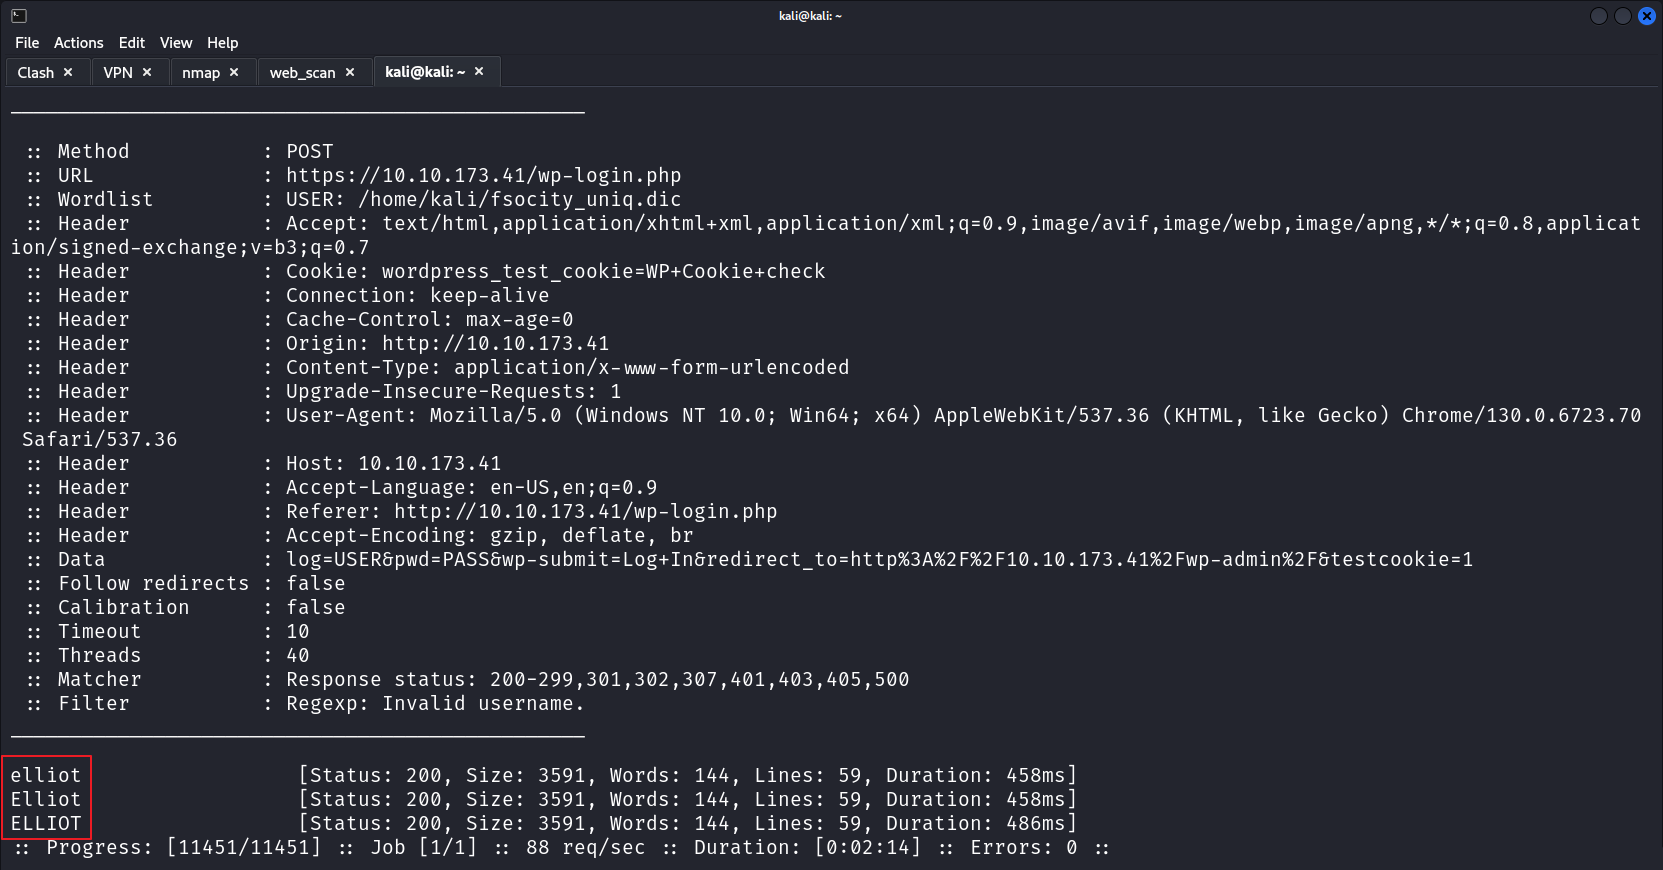 kali@kali: ~
File Actions Edit View Help
Clash × VPN × nmap × web_scan × kali@kali: ~ ×
:: Method : POST
:: URL : https://10.10.173.41/wp-login.php
:: Wordlist : USER: /home/kali/fsocity_uniq.dic
:: Header : Accept: text/html,application/xhtml+xml,application/xml;q=0.9,image/avif,image/webp,image/apng,*/*;q=0.8,applicat
ion/signed-exchange;v=b3;q=0.7
:: Header : Cookie: wordpress_test_cookie=WP+Cookie+check
:: Header : Connection: keep-alive
:: Header : Cache-Control: max-age=0
:: Header : Origin: http://10.10.173.41
:: Header : Content-Type: application/x-www-form-urlencoded
:: Header : Upgrade-Insecure-Requests: 1
:: Header : User-Agent: Mozilla/5.0 (Windows NT 10.0; Win64; x64) AppleWebKit/537.36 (KHTML, like Gecko) Chrome/130.0.6723.70
Safari/537.36
:: Header : Host: 10.10.173.41
:: Header : Accept-Language: en-US,en;q=0.9
:: Header : Referer: http://10.10.173.41/wp-login.php
:: Header : Accept-Encoding: gzip, deflate, br
:: Data : log=USER&pwd=PASS&wp-submit=Log+In&redirect_to=http%3A%2F%2F10.10.173.41%2Fwp-admin%2F&testcookie=1
:: Follow redirects : false
:: Calibration : false
:: Timeout : 10
:: Threads : 40
:: Matcher : Response status: 200-299,301,302,307,401,403,405,500
:: Filter : Regexp: Invalid username.
elliot [Status: 200, Size: 3591, Words: 144, Lines: 59, Duration: 458ms]
Elliot [Status: 200, Size: 3591, Words: 144, Lines: 59, Duration: 458ms]
ELLIOT [Status: 200, Size: 3591, Words: 144, Lines: 59, Duration: 486ms]
:: Progress: [11451/11451] :: Job [1/1] :: 88 req/sec :: Duration: [0:02:14] :: Errors: 0 ::